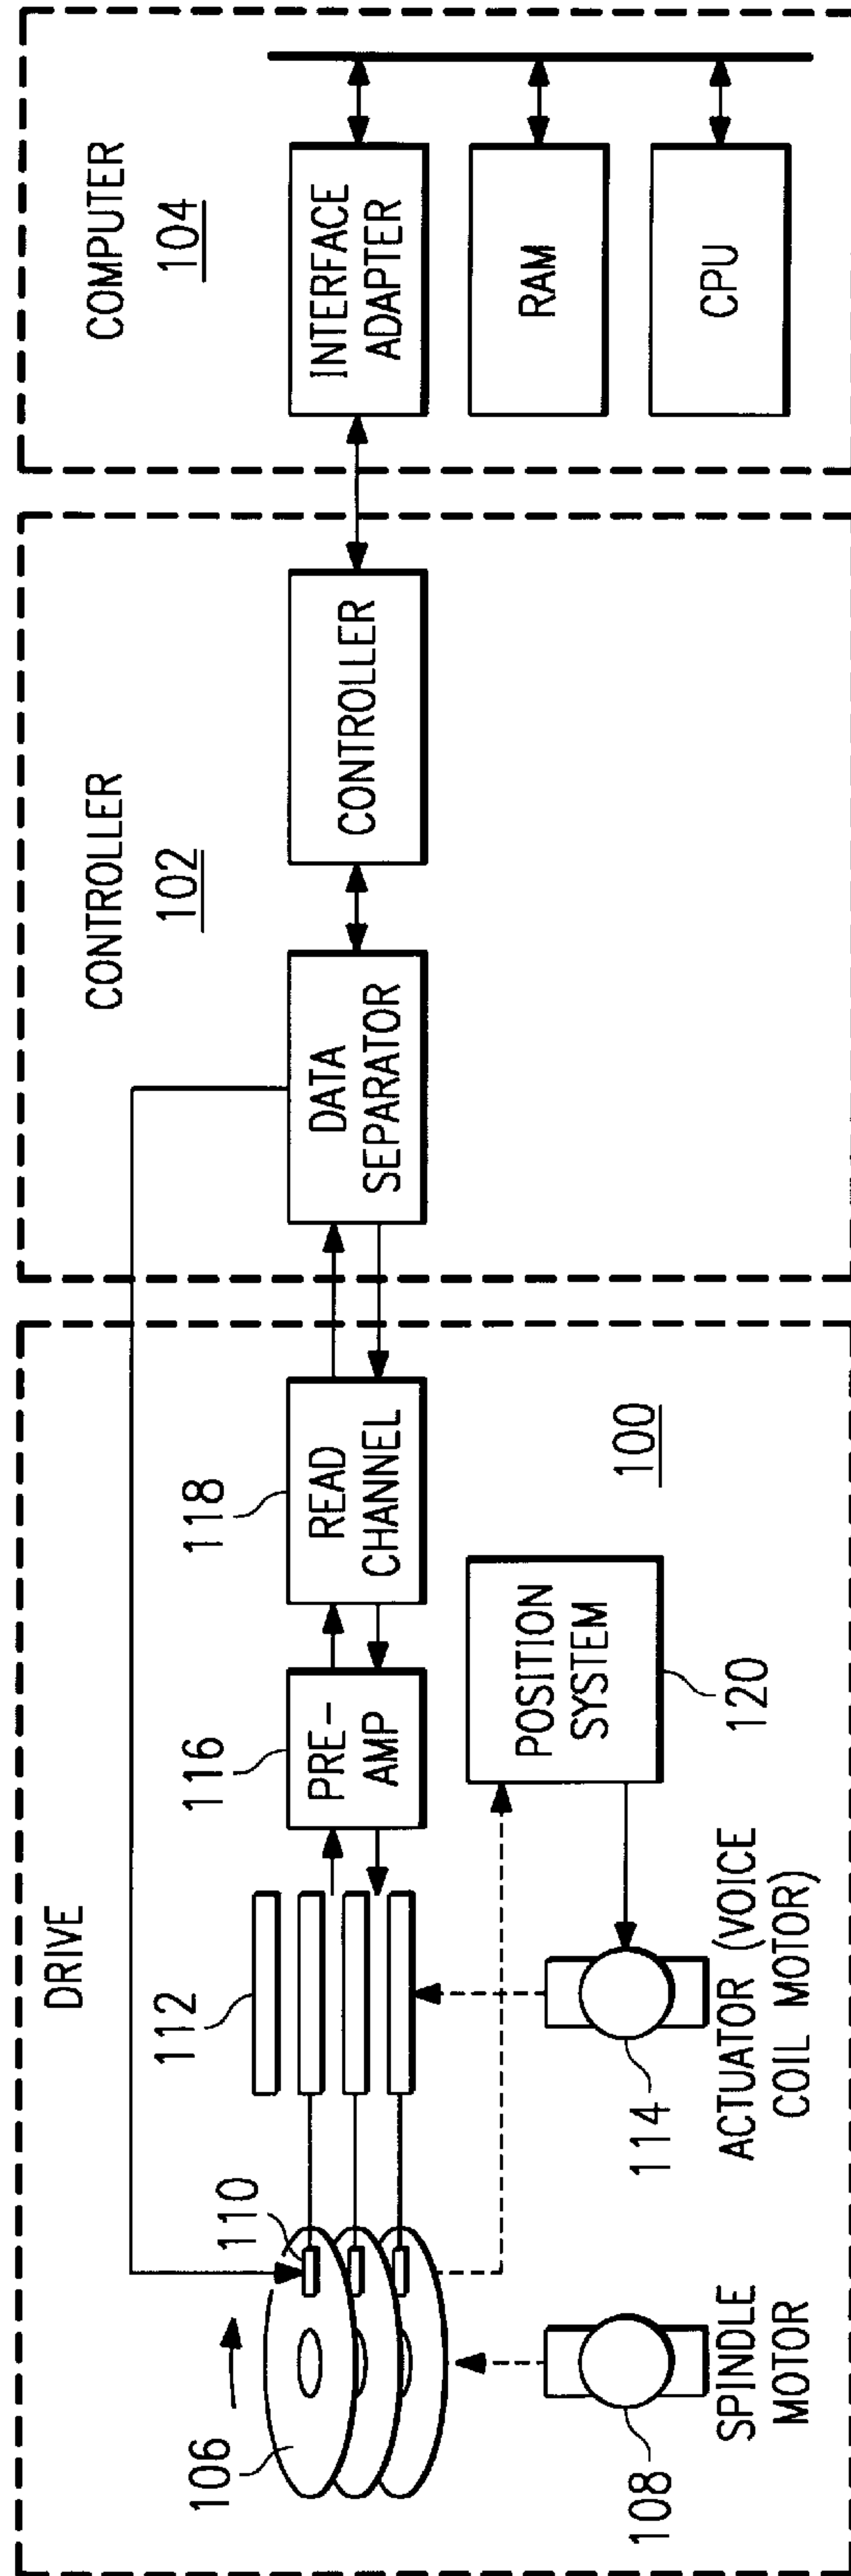 DRIVE
106
110
112
116
PRE-
AMP
118
READ
CHANNEL
100
POSITION
SYSTEM
120
108
SPINDLE
MOTOR
114
ACTUATOR (VOICE
COIL MOTOR)
CONTROLLER
102
DATA
SEPARATOR
CONTROLLER
COMPUTER
104
INTERFACE
ADAPTER
RAM
CPU